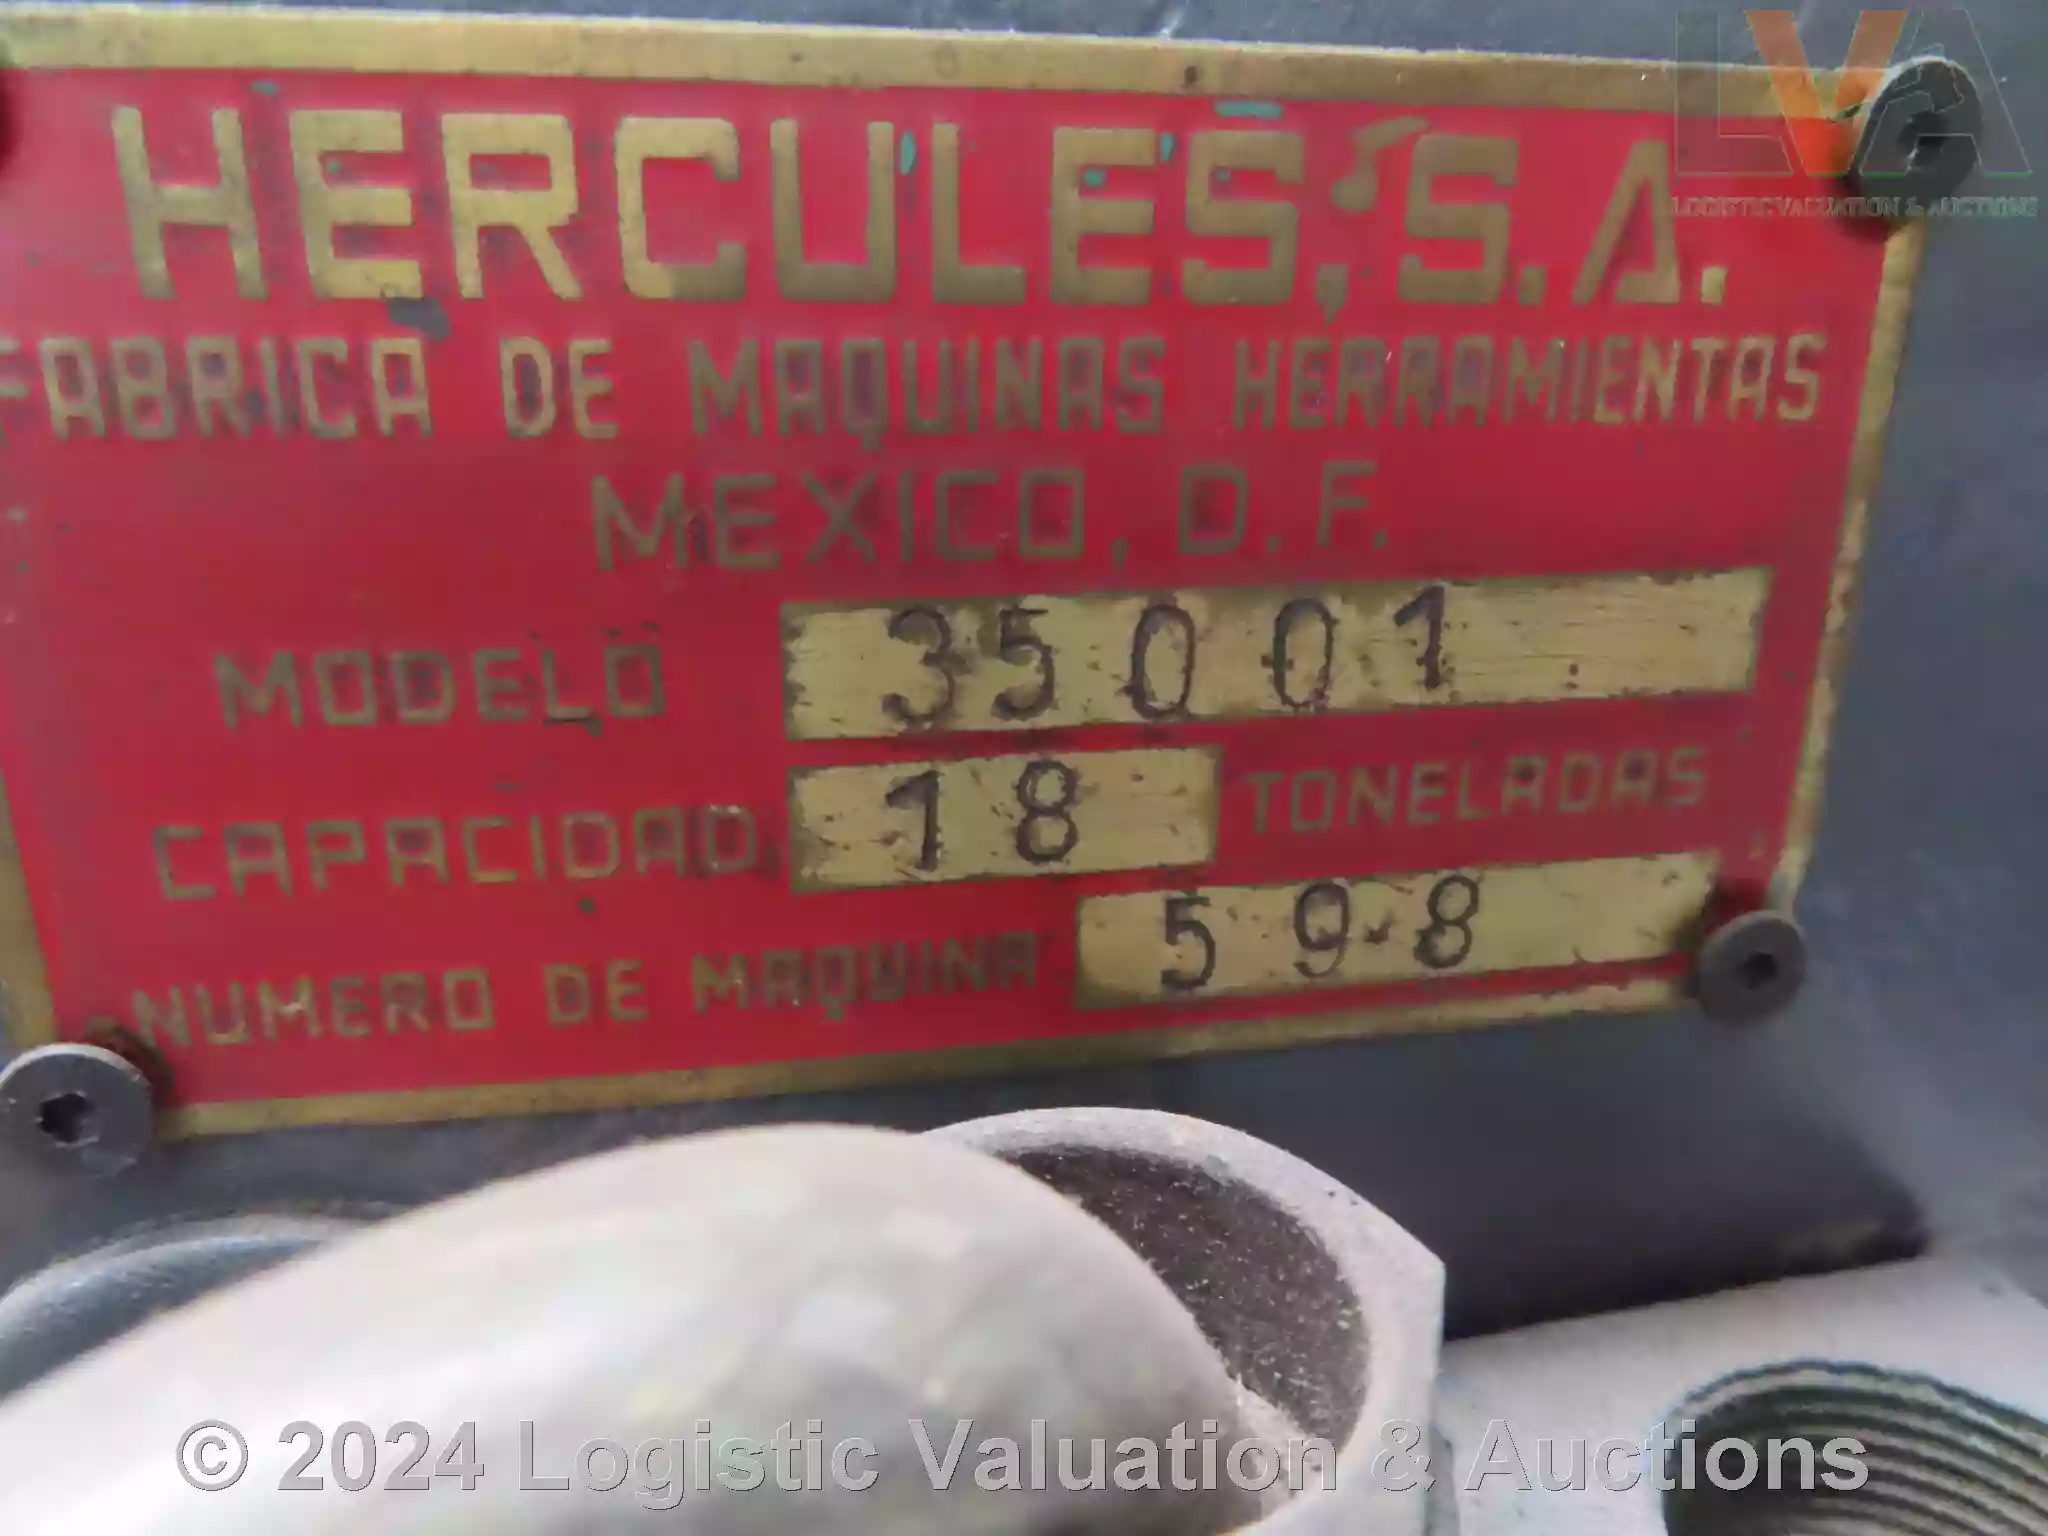 HERCULES, S.A.
FABRICA DE MAQUINAS HERRAMIENTAS
MEXICO, D. F.
MODELO 35001
CAPACIDAD 18 TONELADAS
NUMERO DE MAQUINA 598
LVA
LOGISTIC VALUATION & AUCTIONS
© 2024 Logistic Valuation & Auctions